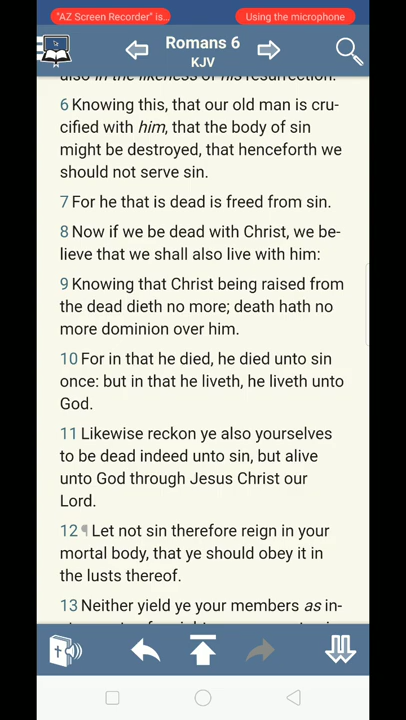 "AZ Screen Recorder" is...
Using the microphone
Romans 6
KJV
also in the likeness of his resurrection:
6 Knowing this, that our old man is cru-
cified with him, that the body of sin
might be destroyed, that henceforth we
should not serve sin.
7 For he that is dead is freed from sin.
8 Now if we be dead with Christ, we be-
lieve that we shall also live with him:
9 Knowing that Christ being raised from
the dead dieth no more; death hath no
more dominion over him.
10 For in that he died, he died unto sin
once: but in that he liveth, he liveth unto
God.
11 Likewise reckon ye also yourselves
to be dead indeed unto sin, but alive
unto God through Jesus Christ our
Lord.
12 ¶ Let not sin therefore reign in your
mortal body, that ye should obey it in
the lusts thereof.
13 Neither yield ye your members as in-